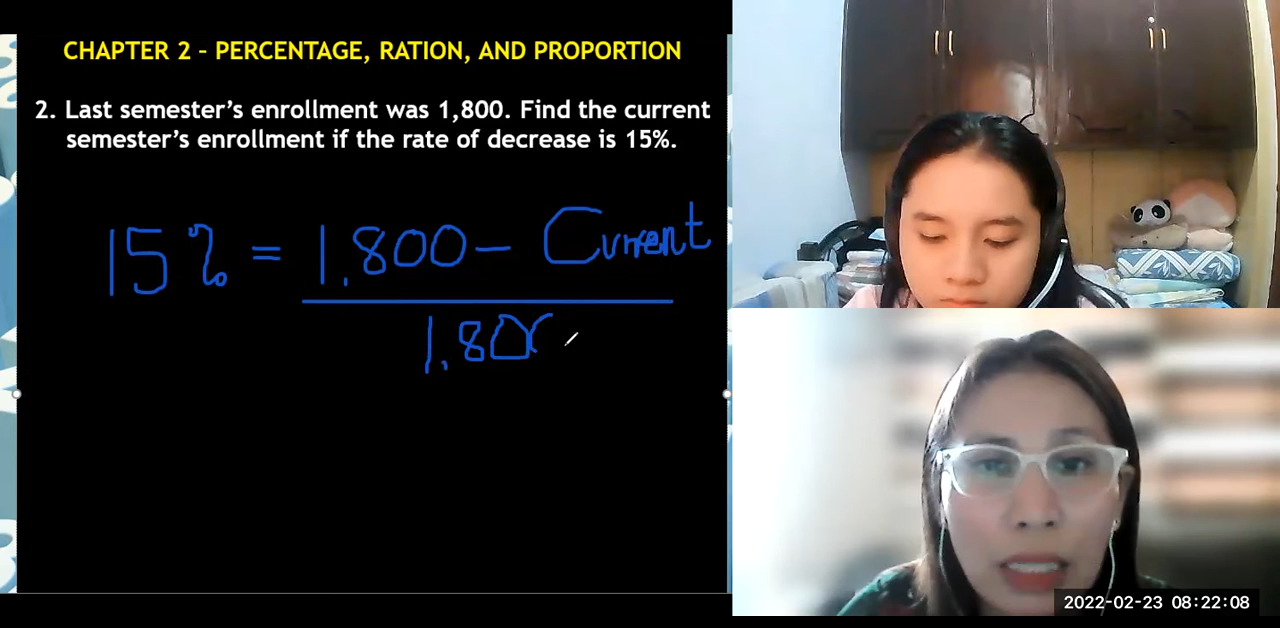 CHAPTER 2 – PERCENTAGE, RATION, AND PROPORTION
2. Last semester's enrollment was 1,800. Find the current
semester's enrollment if the rate of decrease is 15%.
15% = 1,800 - Current
1,800
2022-02-23 08:22:08